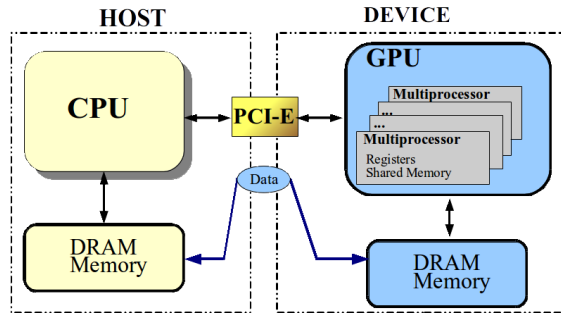 HOST
DEVICE
CPU
PCI-E
GPU
Multiprocessor
...
...
Multiprocessor
Registers
Shared Memory
Data
DRAM
Memory
DRAM
Memory